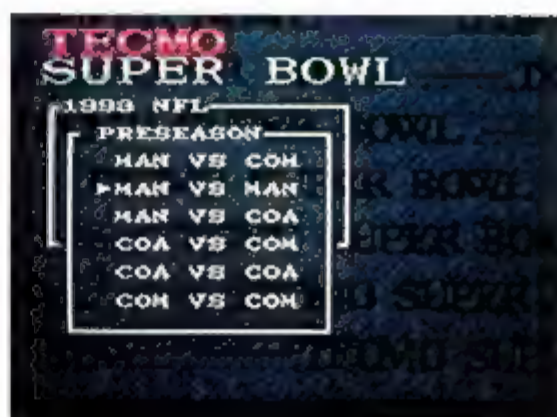 TECMO
SUPER BOWL
1993 NFL
PRESEASON
MAN VS COM
MAN VS MAN
MAN VS COA
COA VS COM
COA VS COA
COM VS COM